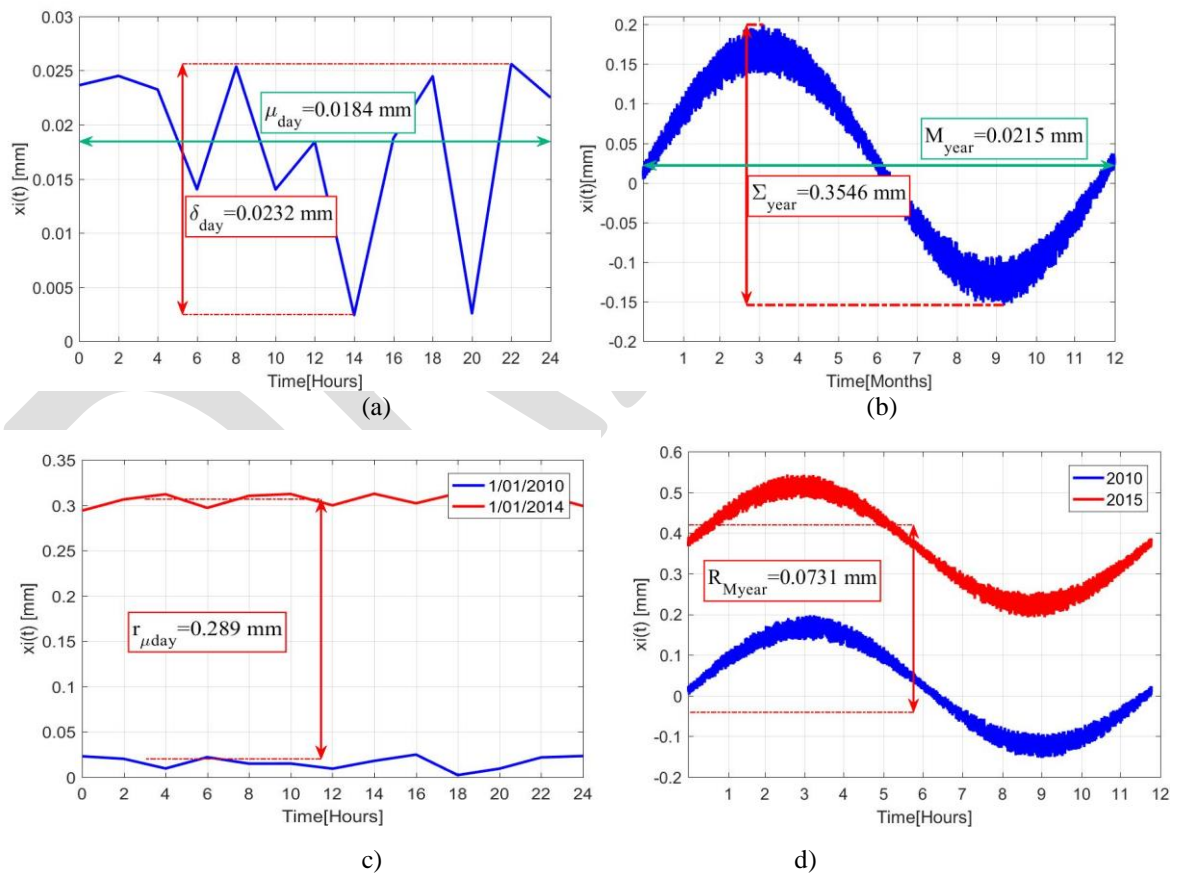 0.03
0.025
0.02
0.015
0.01
0.005
0
xi(t) [mm]
μday=0.0184 mm
δday=0.0232 mm
0 2 4 6 8 10 12 14 16 18 20 22 24
Time[Hours]
(a)
0.2
0.15
0.1
0.05
0
-0.05
-0.1
-0.15
-0.2
xi(t)[mm]
Myear=0.0215 mm
Σyear=0.3546 mm
1 2 3 4 5 6 7 8 9 10 11 12
Time[Months]
(b)
0.35
0.3
0.25
0.2
0.15
0.1
0.05
0
xi(t) [mm]
1/01/2010
1/01/2014
rμday=0.289 mm
0 2 4 6 8 10 12 14 16 18 20 22 24
Time[Hours]
c)
0.6
0.5
0.4
0.3
0.2
0.1
0
-0.1
-0.2
xi(t) [mm]
2010
2015
RMyear=0.0731 mm
1 2 3 4 5 6 7 8 9 10 11 12
Time[Hours]
d)